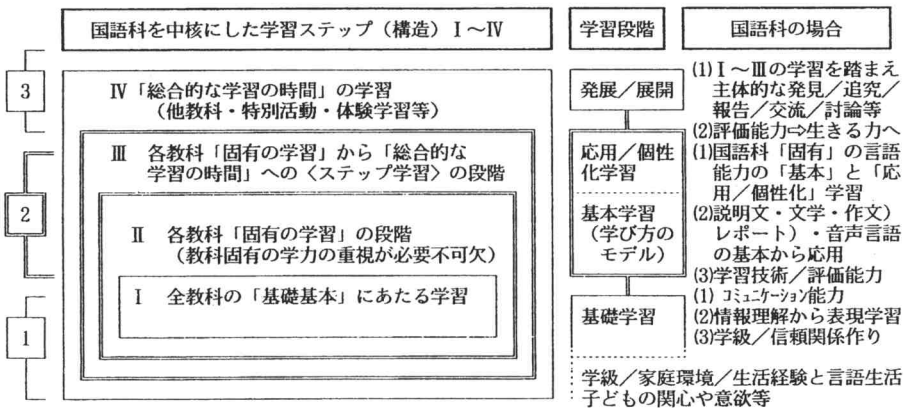 国語科を中核にした学習ステップ（構造）Ⅰ～Ⅳ
学習段階
国語科の場合
3
2
1
Ⅳ「総合的な学習の時間」の学習
（他教科・特別活動・体験学習等）
Ⅲ 各教科「固有の学習」から「総合的な
学習の時間」への〈ステップ学習〉の段階
Ⅱ 各教科「固有の学習」の段階
（教科固有の学力の重視が必要不可欠）
Ⅰ 全教科の「基礎基本」にあたる学習
発展／展開
応用／個性
化学習
基本学習
（学び方の
モデル）
基礎学習
(1)Ⅰ～Ⅲの学習を踏まえ
主体的な発見／追究／
報告／交流／討論等
(2)評価能力⇨生きる力へ
(1)国語科「固有」の言語
能力の「基本」と「応
用／個性化」学習
(2)説明文・文学・作文）
レポート）・音声言語
の基本から応用
(3)学習技術／評価能力
(1) ｺﾐｭﾆｹｰｼｮﾝ能力
(2)情報理解から表現学習
(3)学級／信頼関係作り
学級／家庭環境／生活経験と言語生活
子どもの関心や意欲等